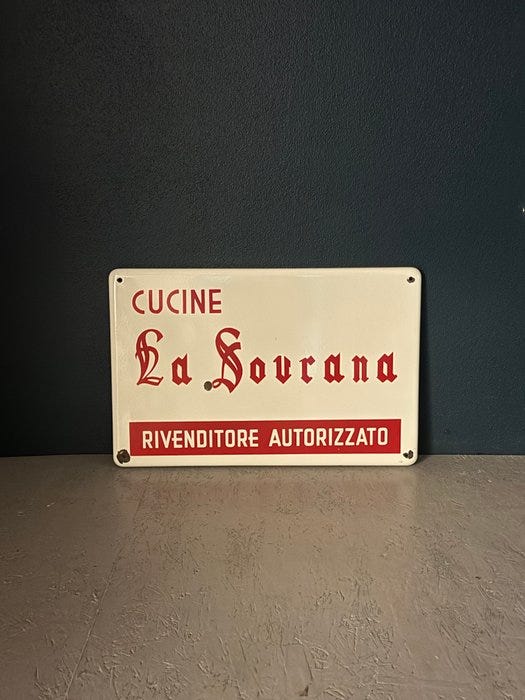 CUCINE
La Sovrana
RIVENDITORE AUTORIZZATO